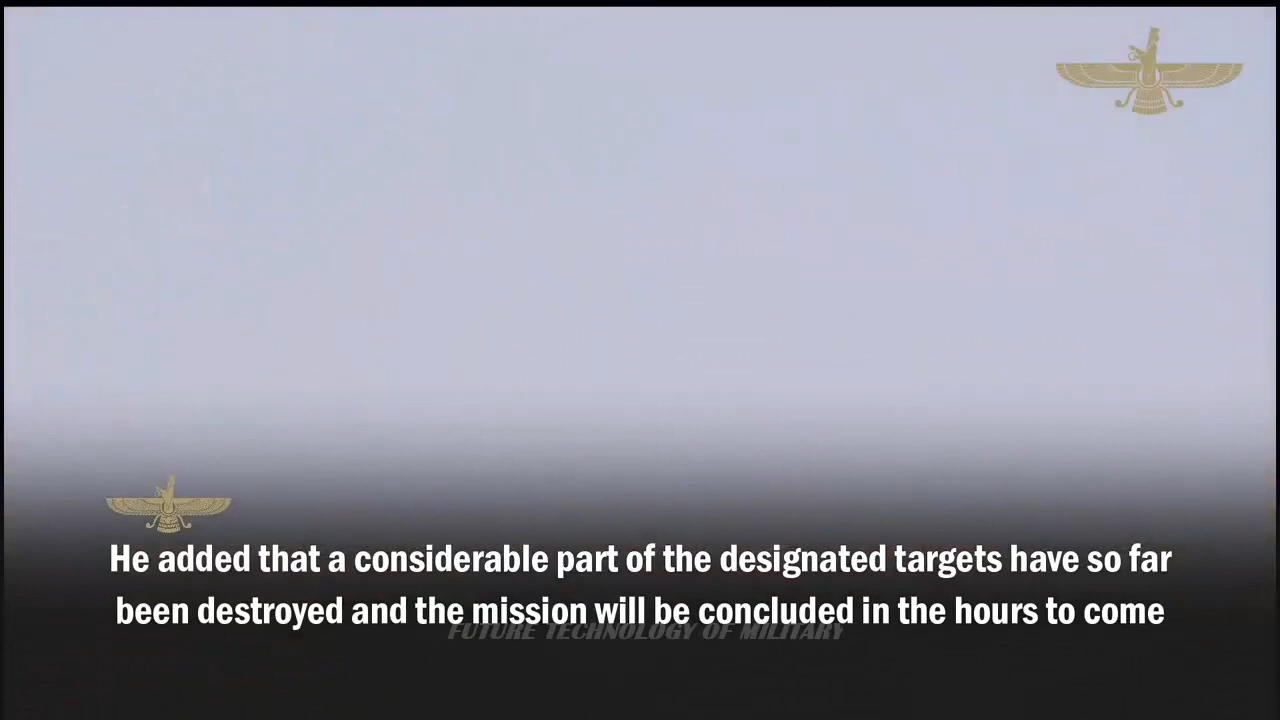 He added that a considerable part of the designated targets have so far
been destroyed and the mission will be concluded in the hours to come
FUTURE TECHNOLOGY OF MILITARY